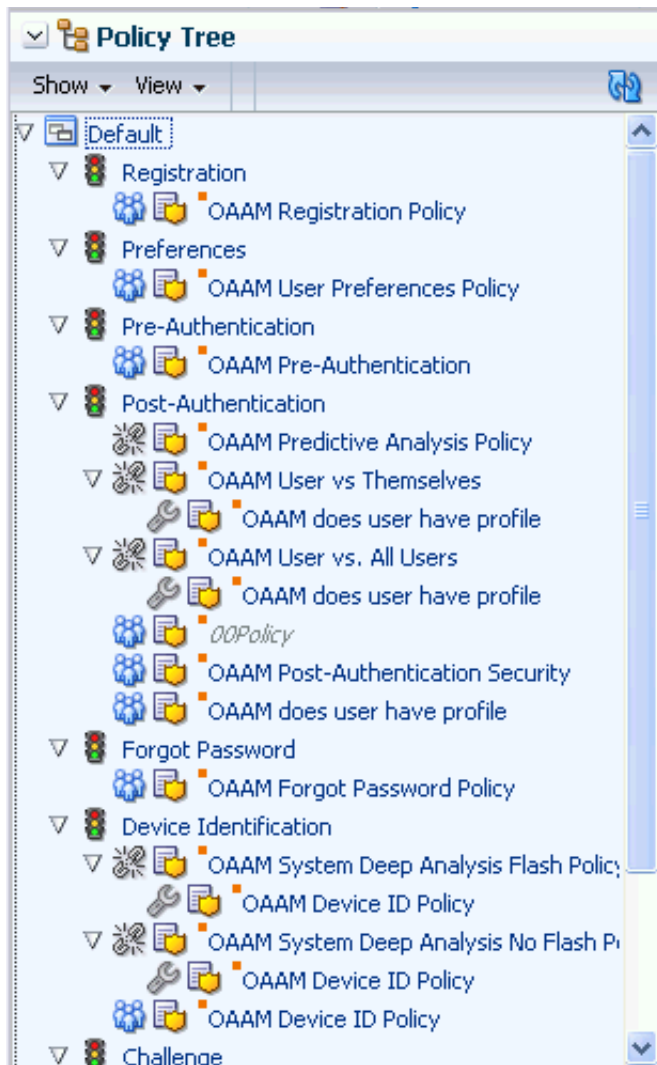 Policy Tree
Show View
Default
Registration
OAAM Registration Policy
Preferences
OAAM User Preferences Policy
Pre-Authentication
OAAM Pre-Authentication
Post-Authentication
OAAM Predictive Analysis Policy
OAAM User vs Themselves
OAAM does user have profile
OAAM User vs. All Users
OAAM does user have profile
00Policy
OAAM Post-Authentication Security
OAAM does user have profile
Forgot Password
OAAM Forgot Password Policy
Device Identification
OAAM System Deep Analysis Flash Policy
OAAM Device ID Policy
OAAM System Deep Analysis No Flash P
OAAM Device ID Policy
OAAM Device ID Policy
Challenge